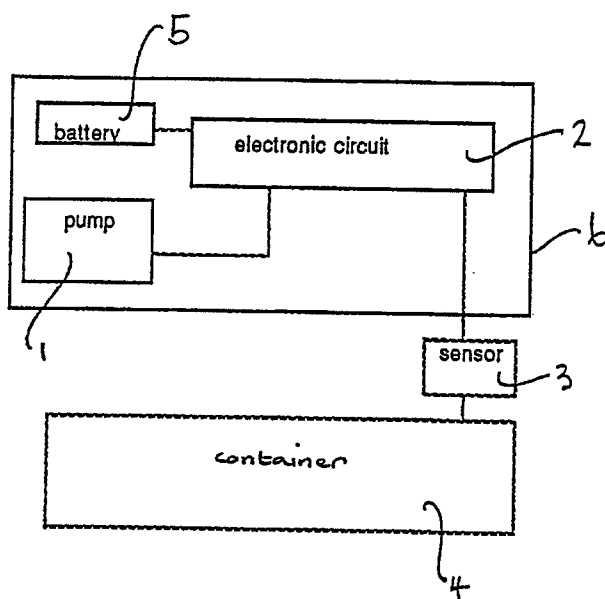 5
battery
electronic circuit
2
pump
6
1
sensor
3
container
4